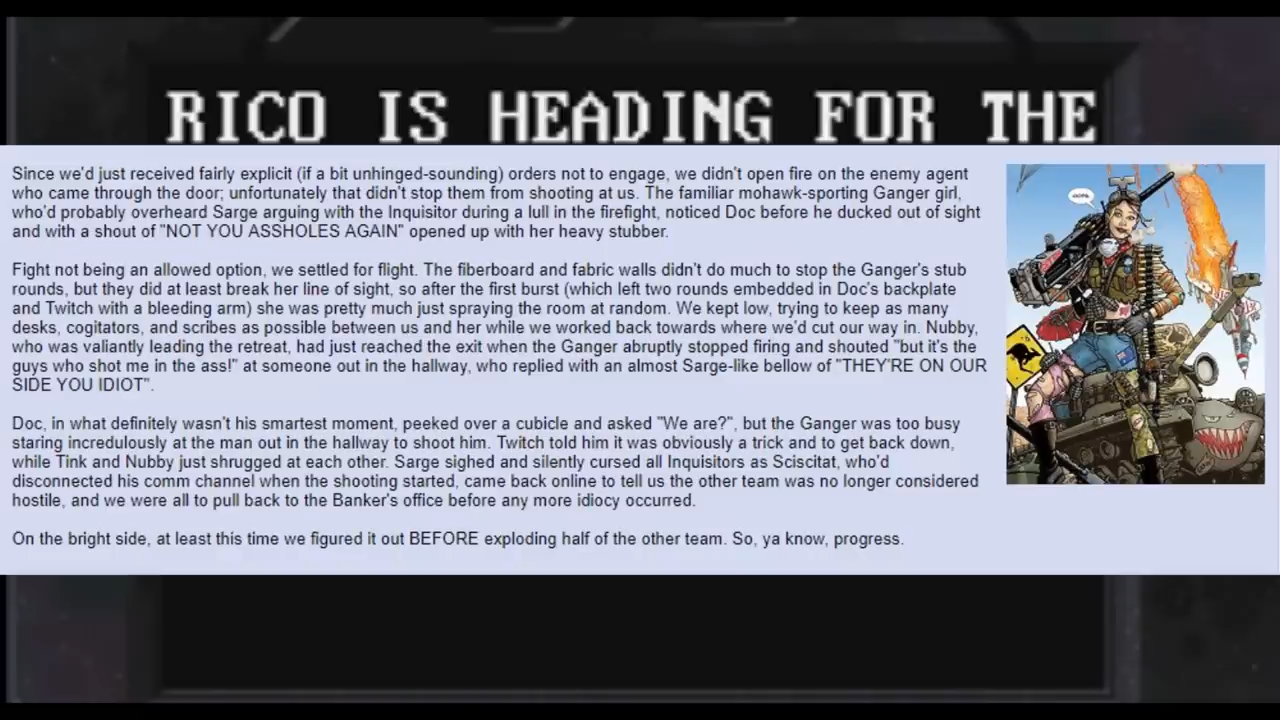 RICO IS HEADING FOR THE
Since we'd just received fairly explicit (if a bit unhinged-sounding) orders not to engage, we didn't open fire on the enemy agent
who came through the door; unfortunately that didn't stop them from shooting at us. The familiar mohawk-sporting Ganger girl,
who'd probably overheard Sarge arguing with the Inquisitor during a lull in the firefight, noticed Doc before he ducked out of sight
and with a shout of "NOT YOU ASSHOLES AGAIN" opened up with her heavy stubber.
Fight not being an allowed option, we settled for flight. The fiberboard and fabric walls didn't do much to stop the Ganger's stub
rounds, but they did at least break her line of sight, so after the first burst (which left two rounds embedded in Doc's backplate
and Twitch with a bleeding arm) she was pretty much just spraying the room at random. We kept low, trying to keep as many
desks, cogitators, and scribes as possible between us and her while we worked back towards where we'd cut our way in. Nubby,
who was valiantly leading the retreat, had just reached the exit when the Ganger abruptly stopped firing and shouted "but it's the
guys who shot me in the ass!" at someone out in the hallway, who replied with an almost Sarge-like bellow of "THEY'RE ON OUR
SIDE YOU IDIOT".
Doc, in what definitely wasn't his smartest moment, peeked over a cubicle and asked "We are?", but the Ganger was too busy
staring incredulously at the man out in the hallway to shoot him. Twitch told him it was obviously a trick and to get back down,
while Tink and Nubby just shrugged at each other. Sarge sighed and silently cursed all Inquisitors as Sciscitat, who'd
disconnected his comm channel when the shooting started, came back online to tell us the other team was no longer considered
hostile, and we were all to pull back to the Banker's office before any more idiocy occurred.
On the bright side, at least this time we figured it out BEFORE exploding half of the other team. So, ya know, progress.